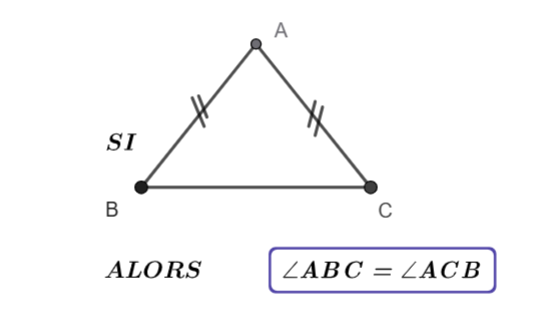 A
SI
B
C
ALORS
∠ABC = ∠ACB